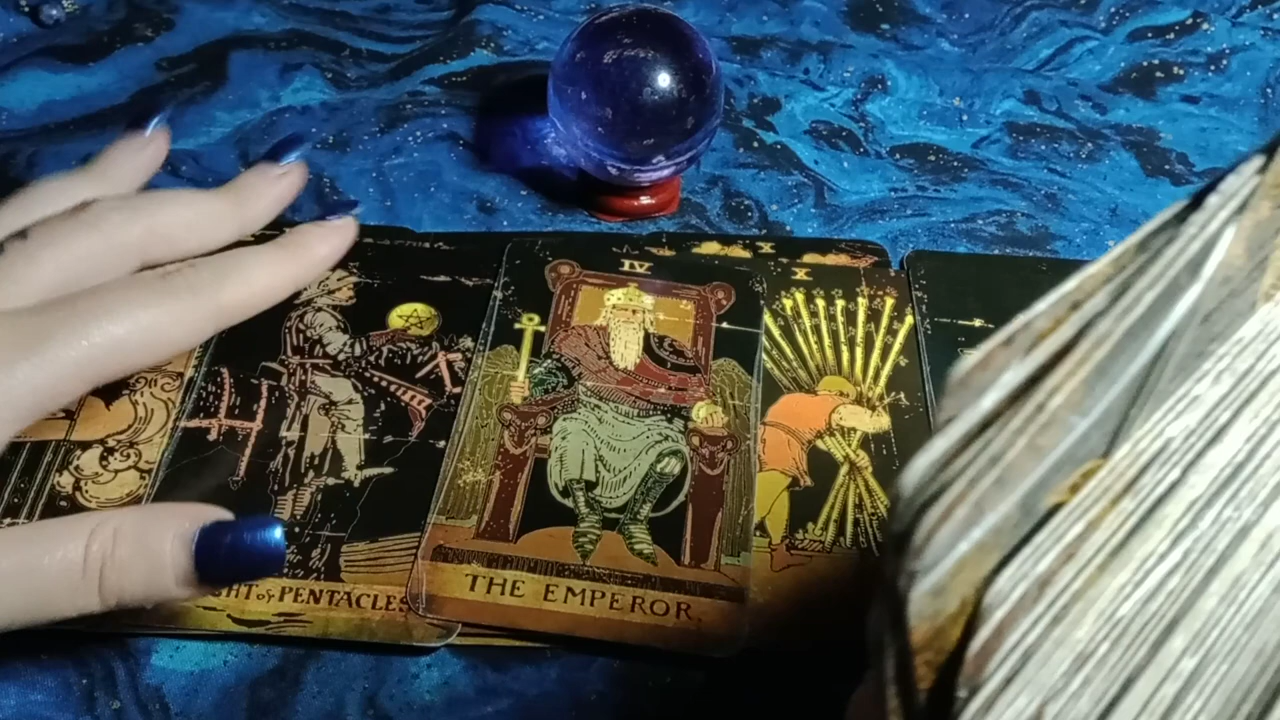 X
IV
X
GHT of PENTACLES
THE EMPEROR.